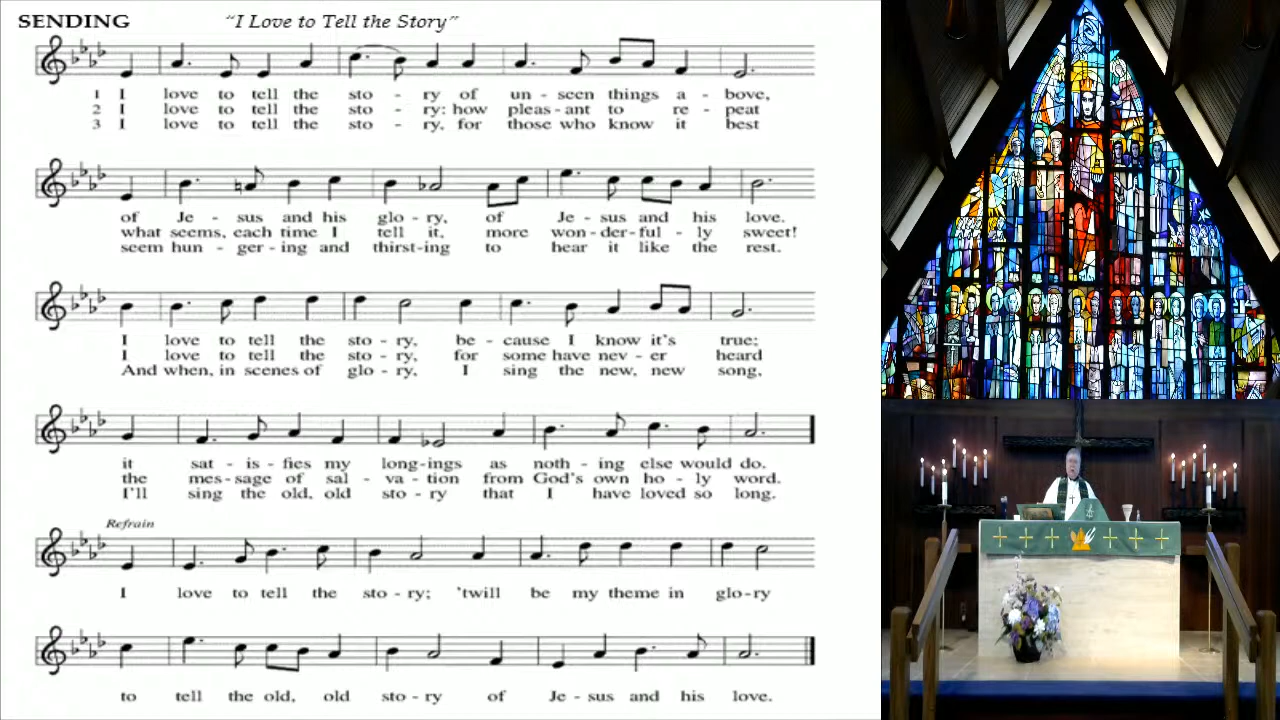 SENDING "I Love to Tell the Story"
1 I love to tell the sto - ry of un - seen things a - bove,
2 I love to tell the sto - ry: how pleas - ant to re - peat
3 I love to tell the sto - ry, for those who know it best
of Je - sus and his glo - ry, of Je - sus and his love.
what seems, each time I tell it, more won - der - ful - ly sweet!
seem hun - ger - ing and thirst - ing to hear it like the rest.
I love to tell the sto - ry, be - cause I know it's true;
I love to tell the sto - ry, for some have nev - er heard
And when, in scenes of glo - ry, I sing the new, new song,
it sat - is - fies my long - ings as noth - ing else would do.
the mes - sage of sal - va - tion from God's own ho - ly word.
I'll sing the old, old sto - ry that I have loved so long.
Refrain
I love to tell the sto - ry; 'twill be my theme in glo - ry
to tell the old, old sto - ry of Je - sus and his love.